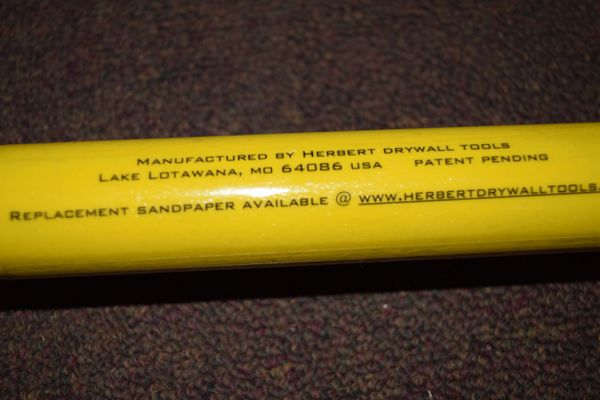 MANUFACTURED BY HERBERT DRYWALL TOOLS
LAKE LOTAWANA, MO 64086 USA PATENT PENDING
REPLACEMENT SANDPAPER AVAILABLE @ WWW.HERBERTDRYWALLTOOLS.